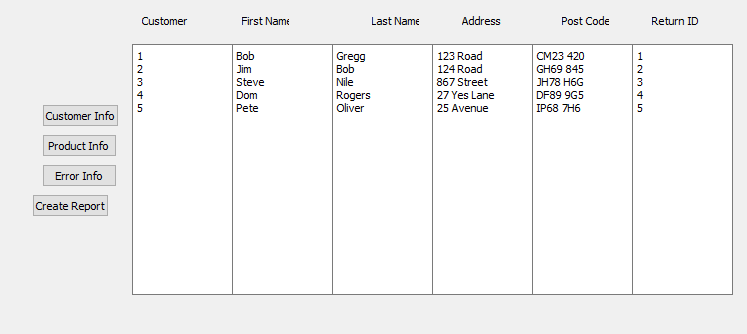 Customer First Name Last Name Address Post Code Return ID
1 Bob Gregg 123 Road CM23 420 1
2 Jim Bob 124 Road GH69 845 2
3 Steve Nile 867 Street JH78 H6G 3
4 Dom Rogers 27 Yes Lane DF89 9G5 4
5 Pete Oliver 25 Avenue IP68 7H6 5
Customer Info
Product Info
Error Info
Create Report